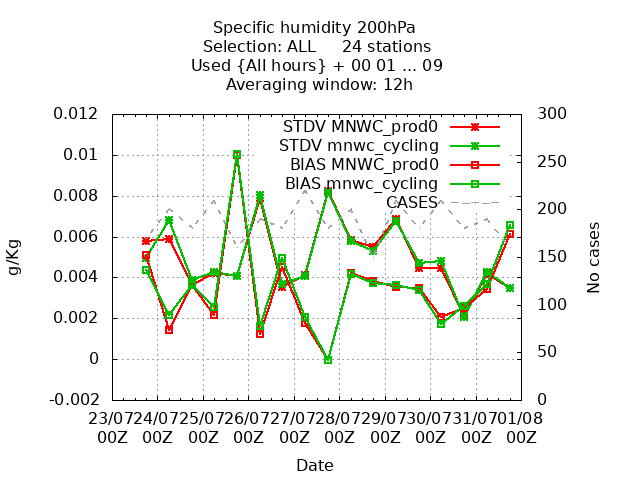 Specific humidity 200hPa
Selection: ALL     24 stations
Used {All hours} + 00 01 ... 09
Averaging window: 12h
STDV MNWC_prod0
STDV mnwc_cycling
BIAS MNWC_prod0
BIAS mnwc_cycling
CASES
0.012
0.01
0.008
0.006
0.004
0.002
0
-0.002
g/Kg
300
250
200
150
100
50
0
No cases
23/07 24/07 25/07 26/07 27/07 28/07 29/07 30/07 31/07 01/08
00Z 00Z 00Z 00Z 00Z 00Z 00Z 00Z 00Z 00Z
Date